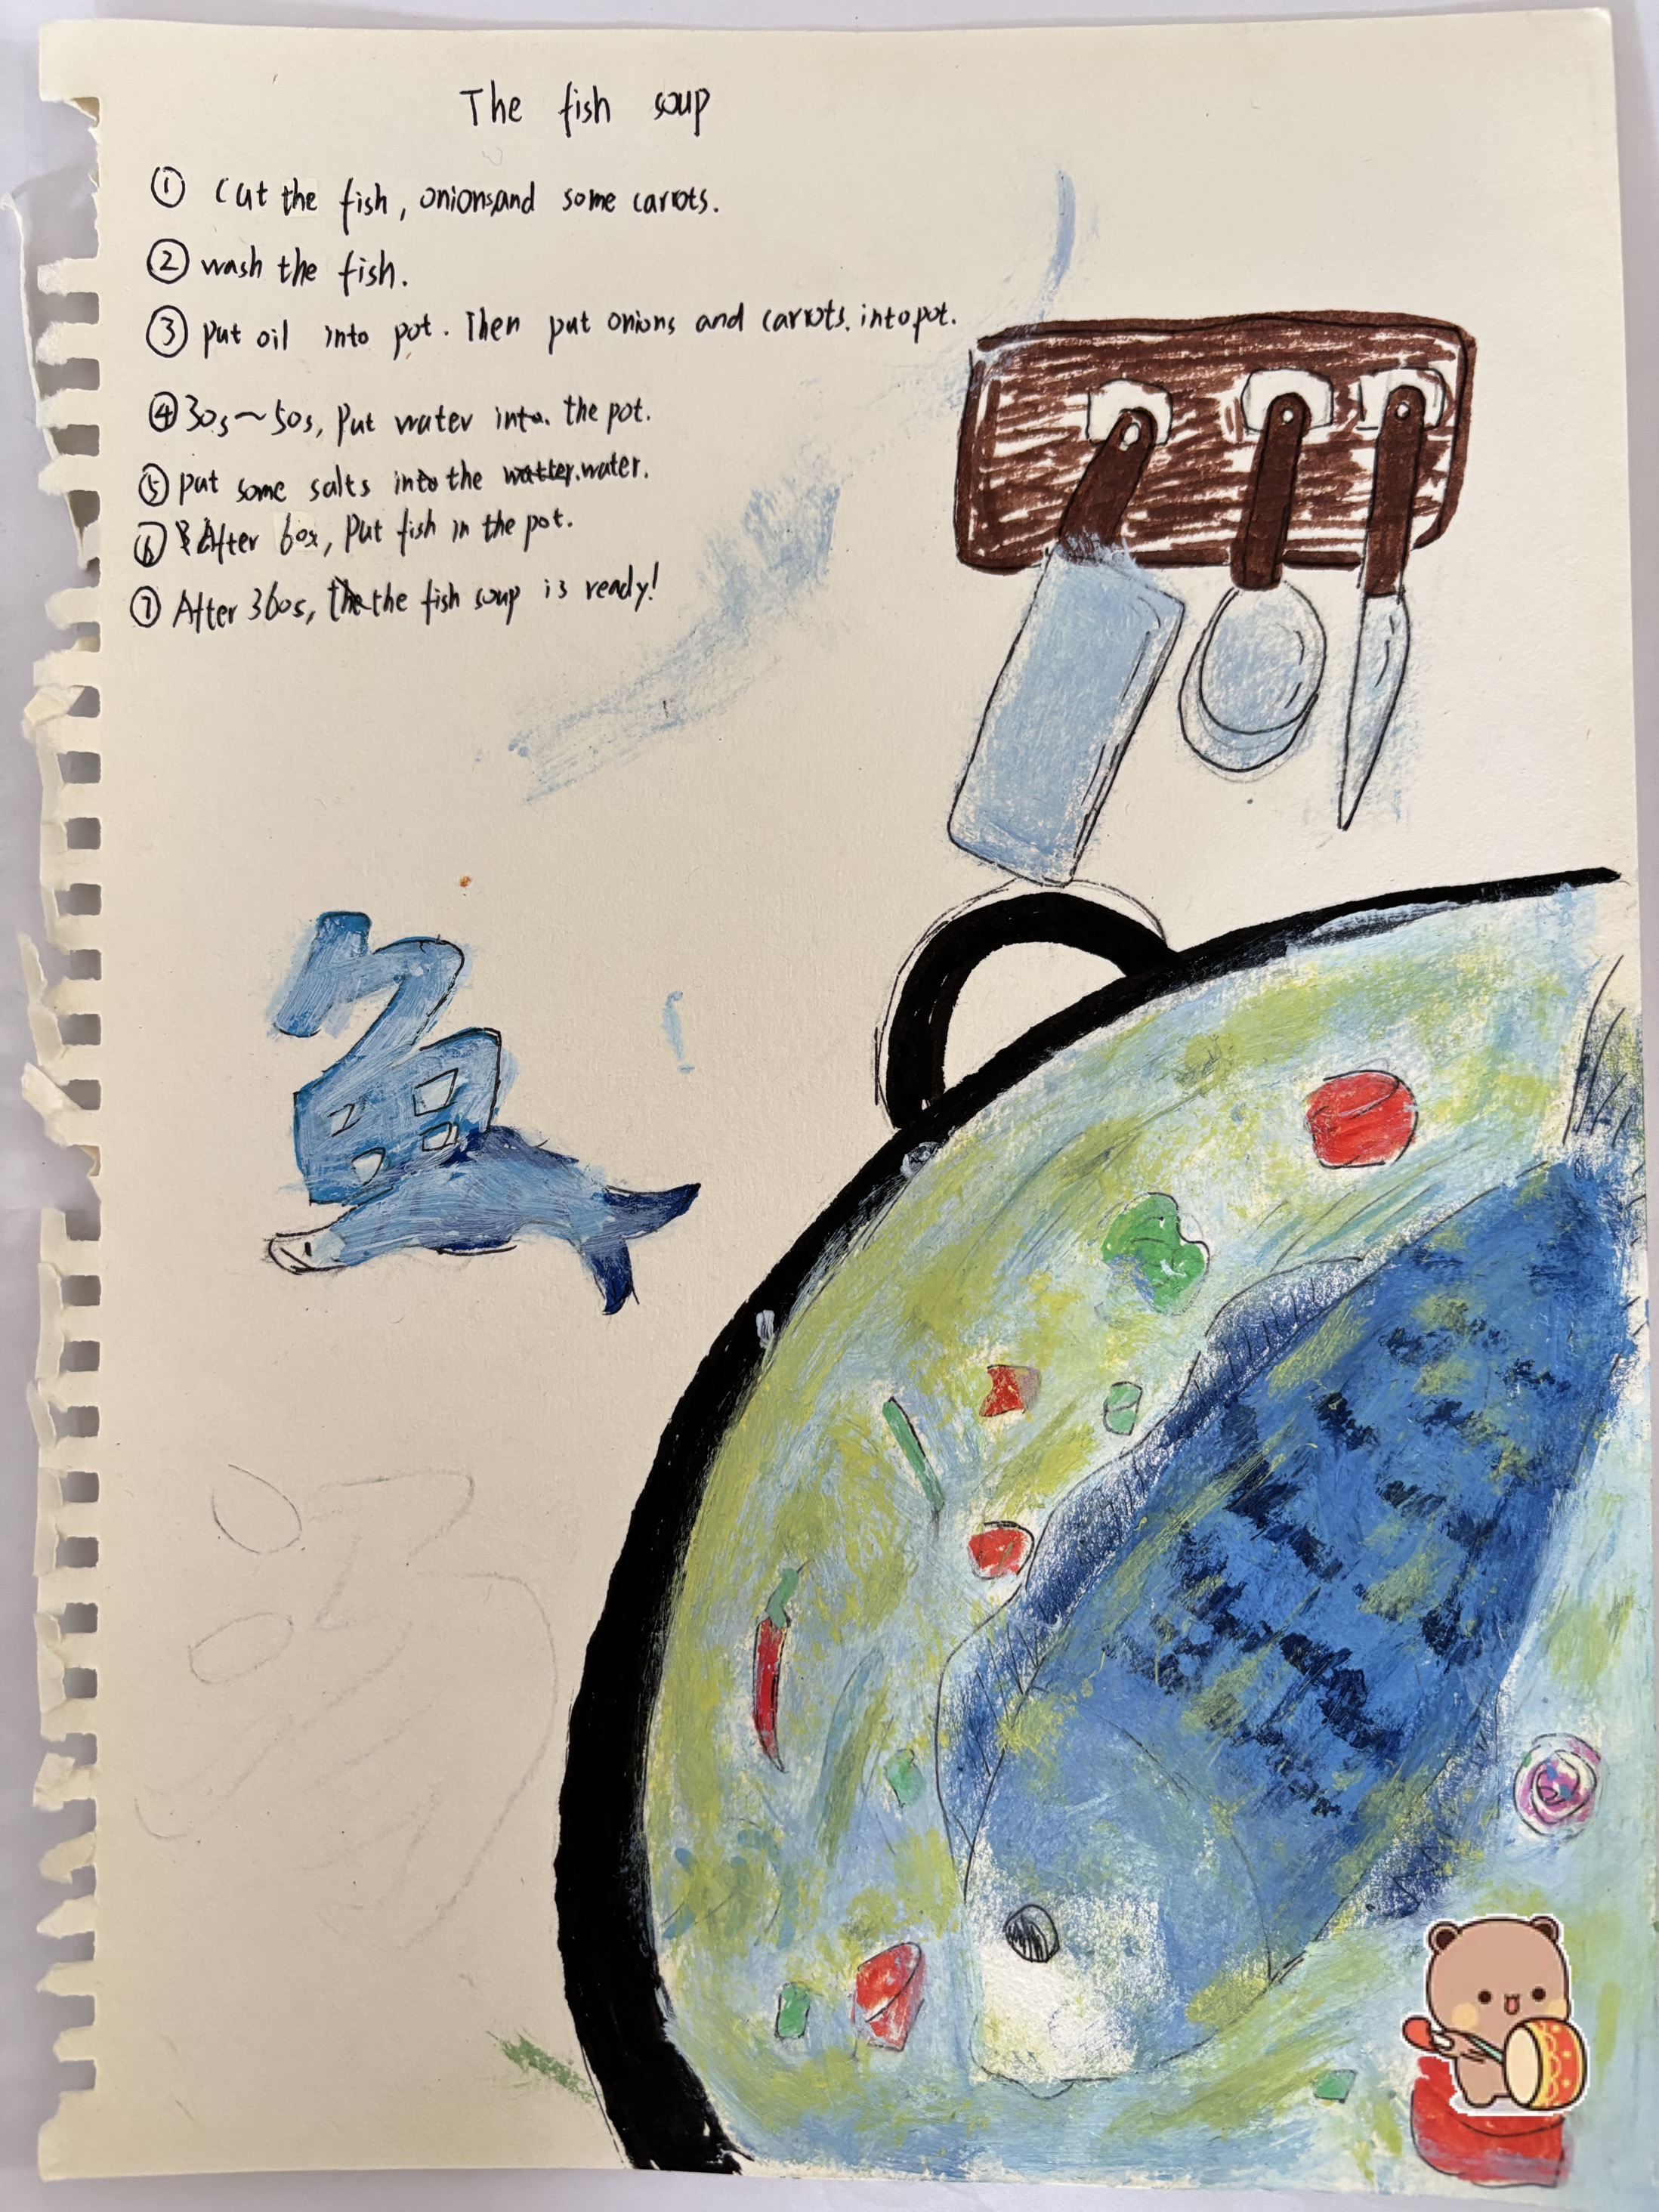 The fish soup
① Cut the fish, onions,and some carrots.
② wash the fish.
③ put oil into pot. Then put onions and carrots. into pot.
④ 30s～50s, Put water into. the pot.
⑤ put some salts into the water.
⑥ After 60s, Put fish in the pot.
⑦ After 360s, the fish soup is ready!
鱼
汤